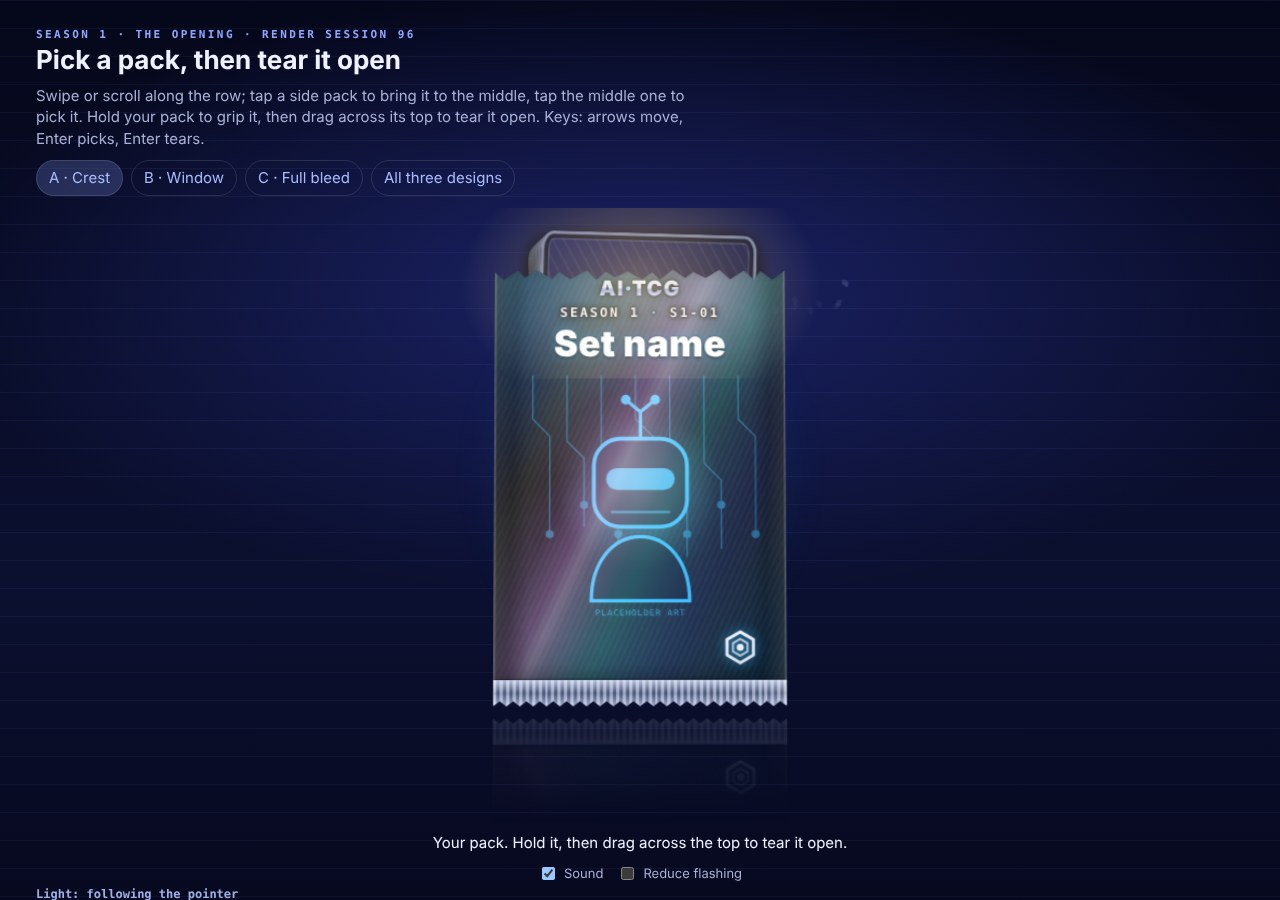 SEASON 1 · THE OPENING · RENDER SESSION 96
Pick a pack, then tear it open
Swipe or scroll along the row; tap a side pack to bring it to the middle, tap the middle one to
pick it. Hold your pack to grip it, then drag across its top to tear it open. Keys: arrows move,
Enter picks, Enter tears.
A · Crest
B · Window
C · Full bleed
All three designs
AI·TCG
SEASON 1 · S1-01
Set name
PLACEHOLDER ART
Your pack. Hold it, then drag across the top to tear it open.
Sound
Reduce flashing
Light: following the pointer